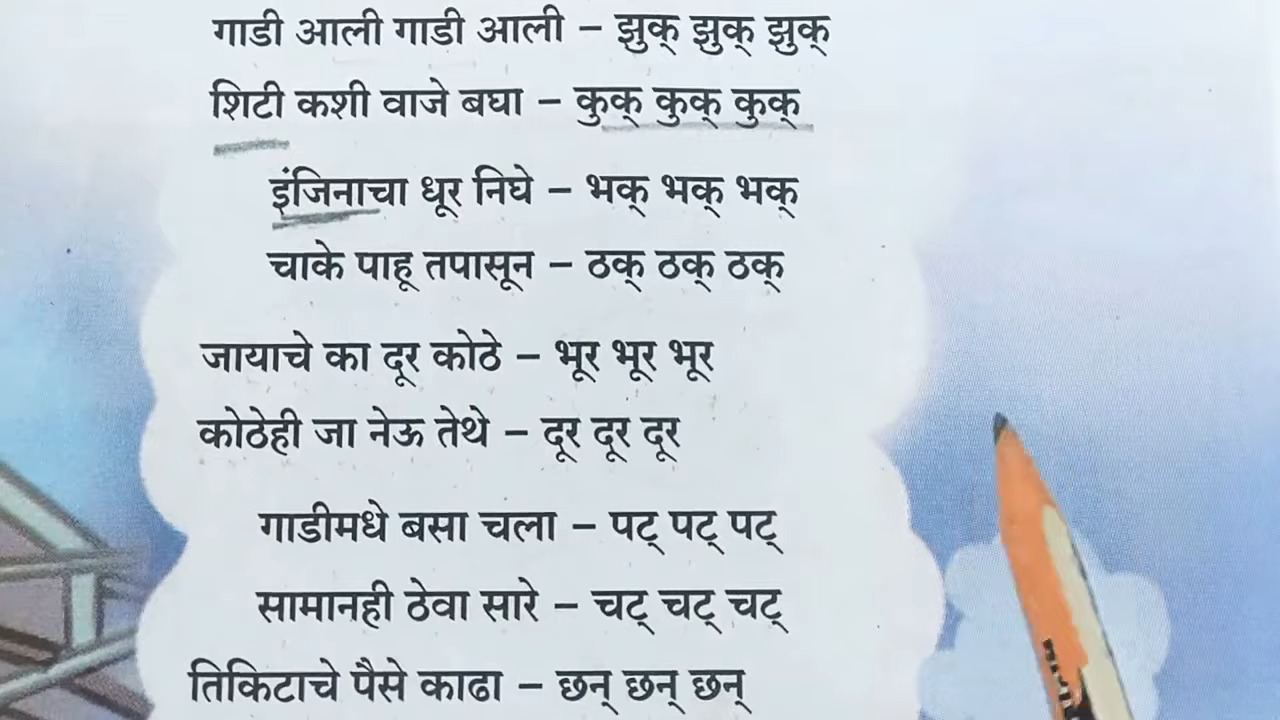 गाडी आली गाडी आली – झुक् झुक् झुक्
शिटी कशी वाजे बघा – कुक् कुक् कुक्
इंजिनाचा धूर निघे – भक् भक् भक्
चाके पाहू तपासून – ठक् ठक् ठक्
जायाचे का दूर कोठे – भूर भूर भूर
कोठेही जा नेऊ तेथे – दूर दूर दूर
गाडीमधे बसा चला – पट् पट् पट्
सामानही ठेवा सारे – चट् चट् चट्
तिकिटाचे पैसे काढा – छन् छन् छन्